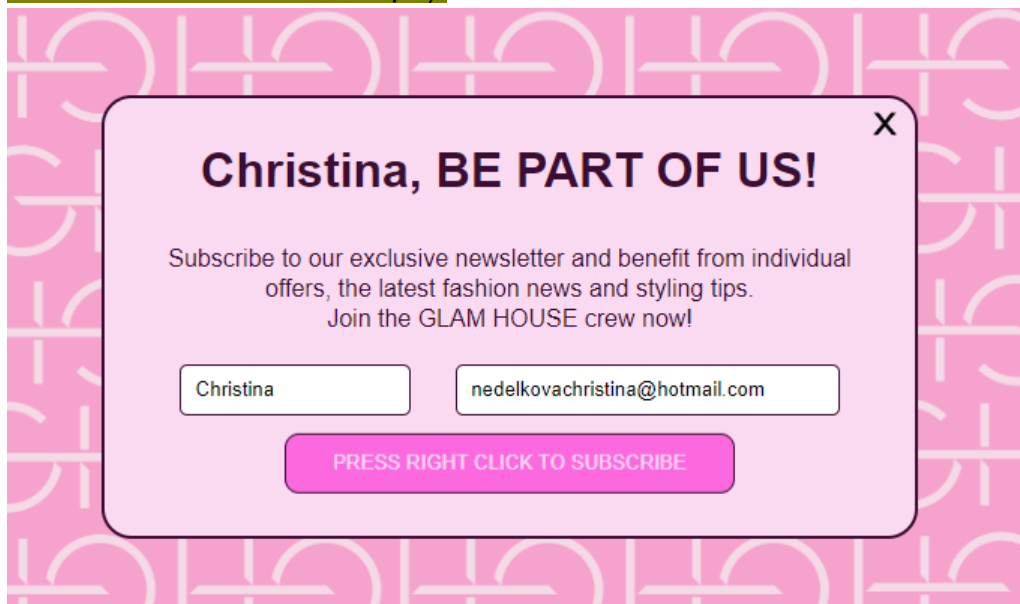 X
Christina, BE PART OF US!
Subscribe to our exclusive newsletter and benefit from individual
offers, the latest fashion news and styling tips.
Join the GLAM HOUSE crew now!
Christina
nedelkovachristina@hotmail.com
PRESS RIGHT CLICK TO SUBSCRIBE